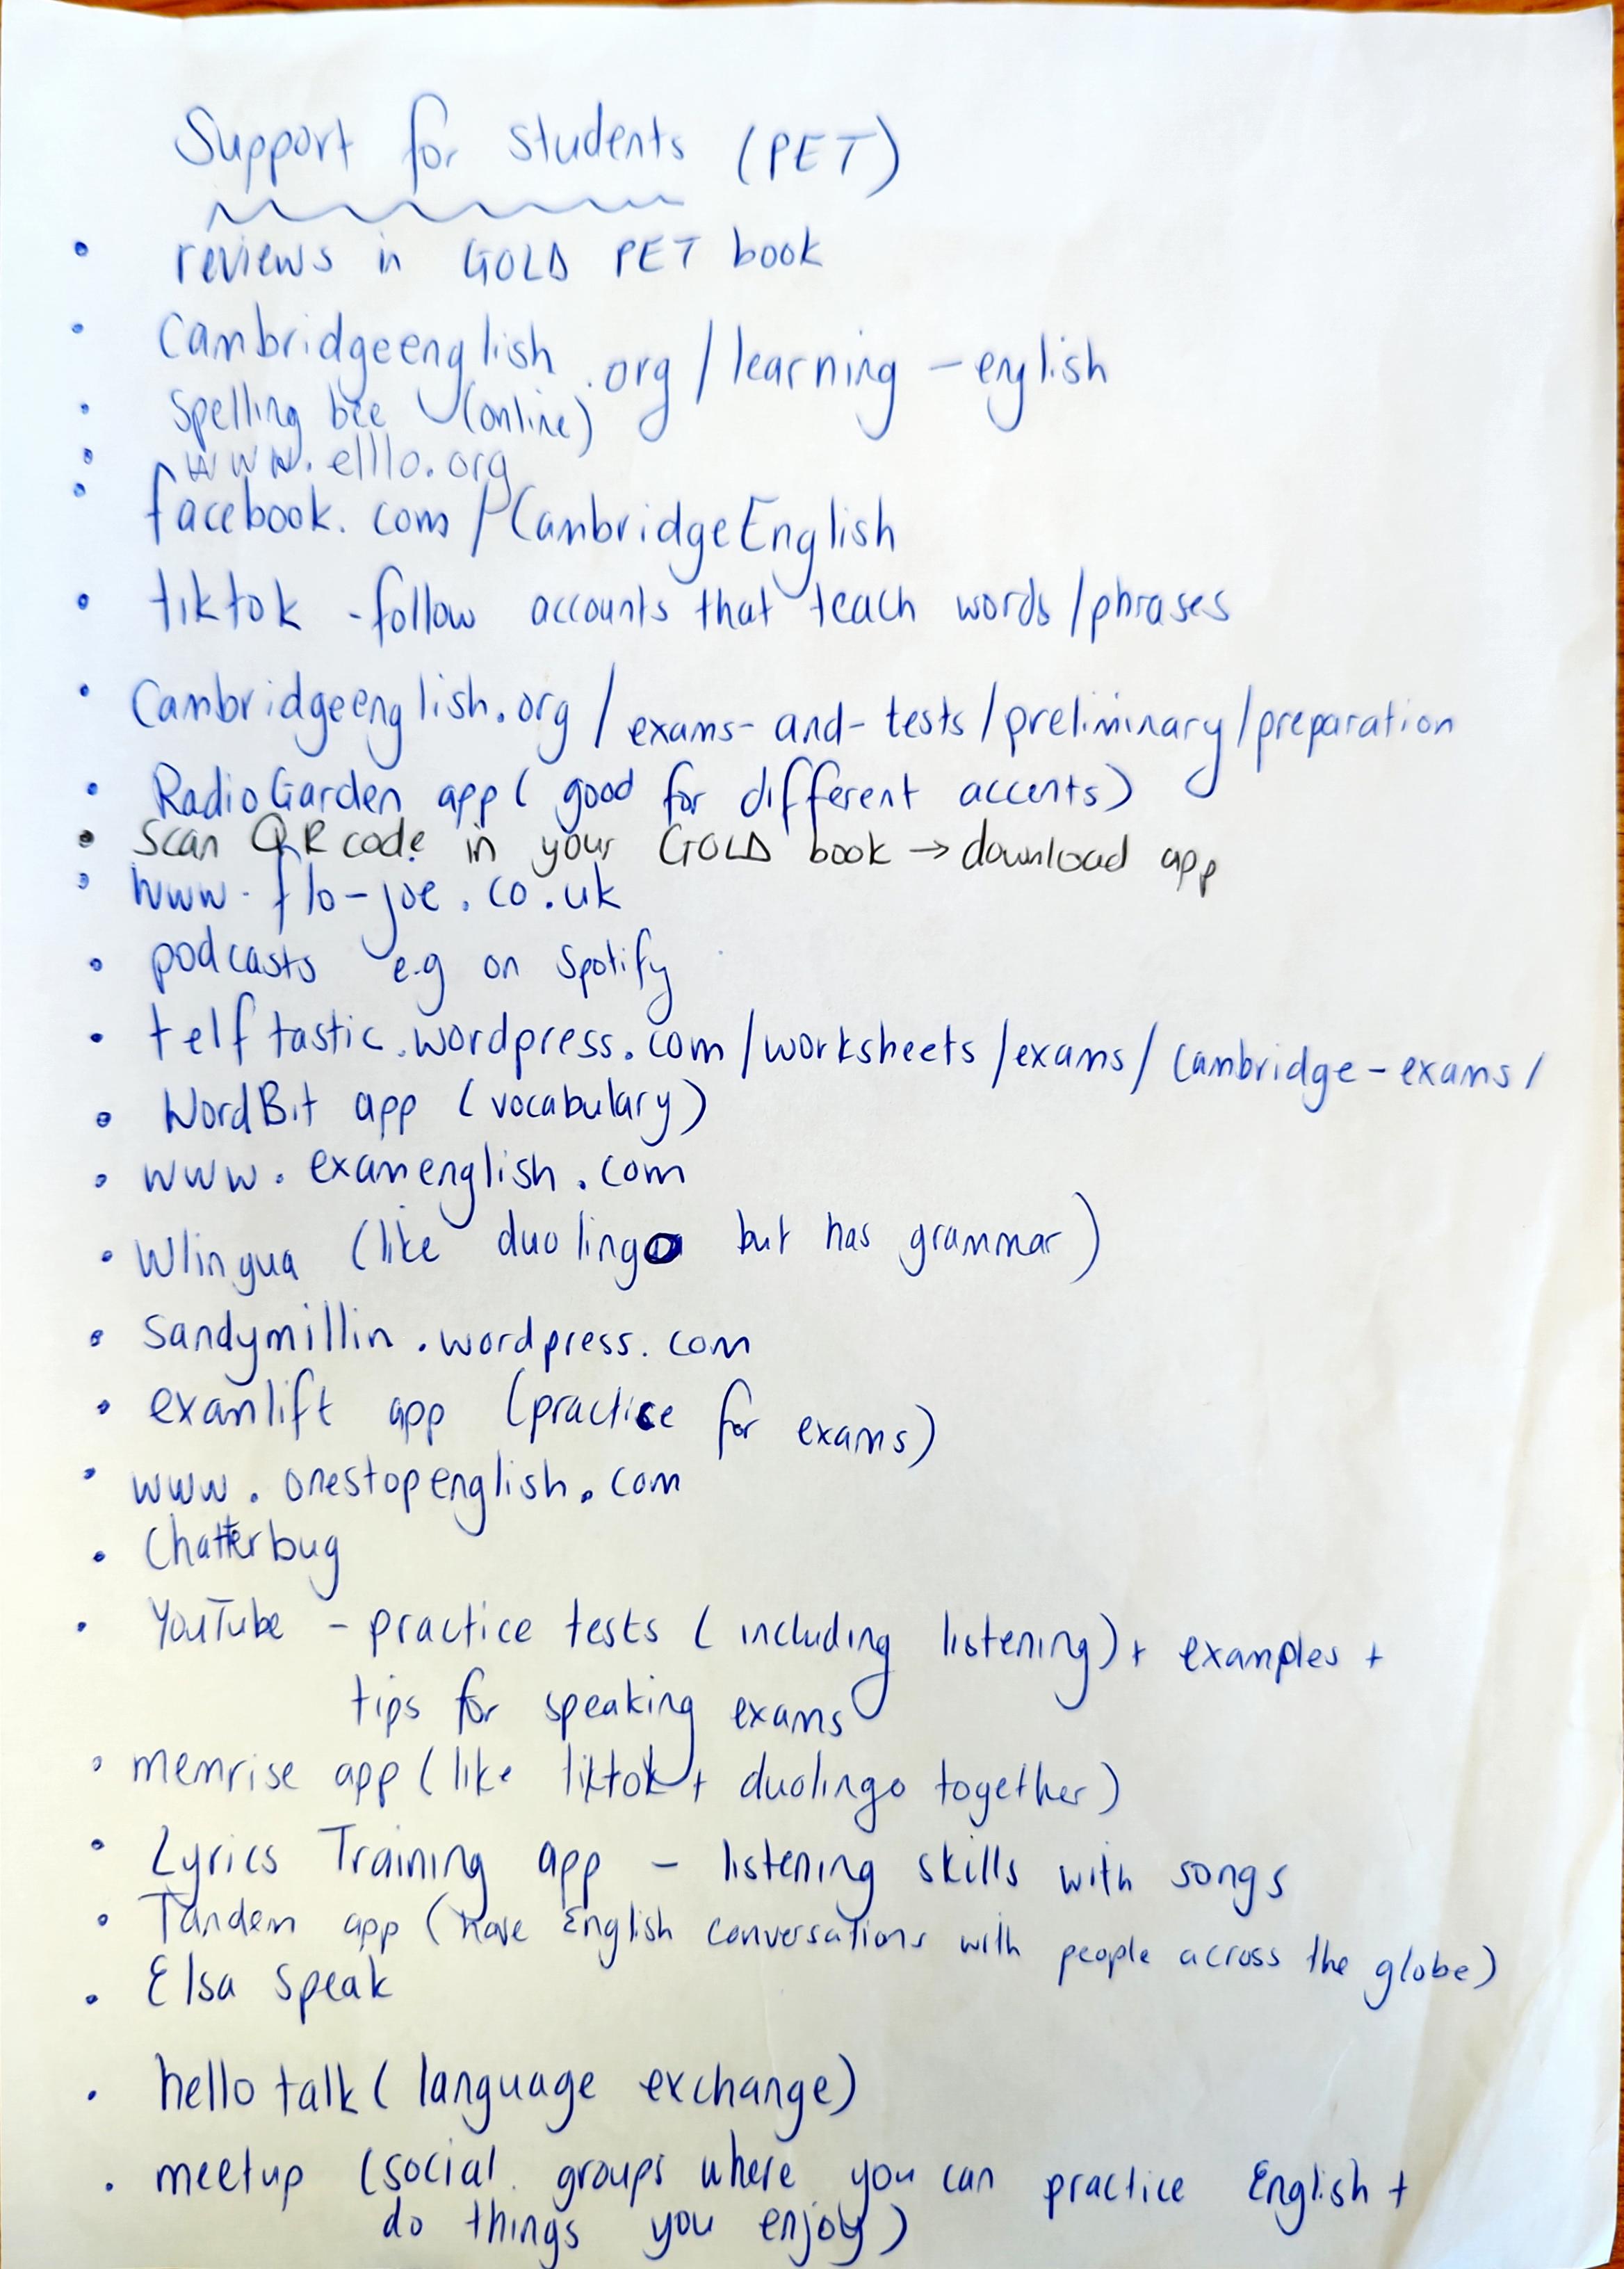 Support for students (PET)
• reviews in GOLD PET book
• Cambridgeenglish.org/learning-english
• Spelling bee (online)
• www.elllo.org
• facebook.com/CambridgeEnglish
• tiktok - follow accounts that teach words/phrases
• Cambridgeenglish.org/exams-and-tests/preliminary/preparation
• RadioGarden app (good for different accents)
• Scan QR code in your GOLD book → download app
• www.flo-joe.co.uk
• podcasts e.g on Spotify
• telftastic.wordpress.com/worksheets/exams/cambridge-exams/
• WordBit app (vocabulary)
• www.examenglish.com
• Wlingua (like duolingo but has grammar)
• Sandymillin.wordpress.com
• examlift app (practice for exams)
• www.onestopenglish.com
• Chatterbug
• YouTube - practice tests (including listening) + examples +
tips for speaking exams
• memrise app (like tiktok + duolingo together)
• Lyrics Training app - listening skills with songs
• Tandem app (have English conversations with people across the globe)
• Elsa Speak
• hello talk (language exchange)
• meetup (social groups where you can practice English +
do things you enjoy)